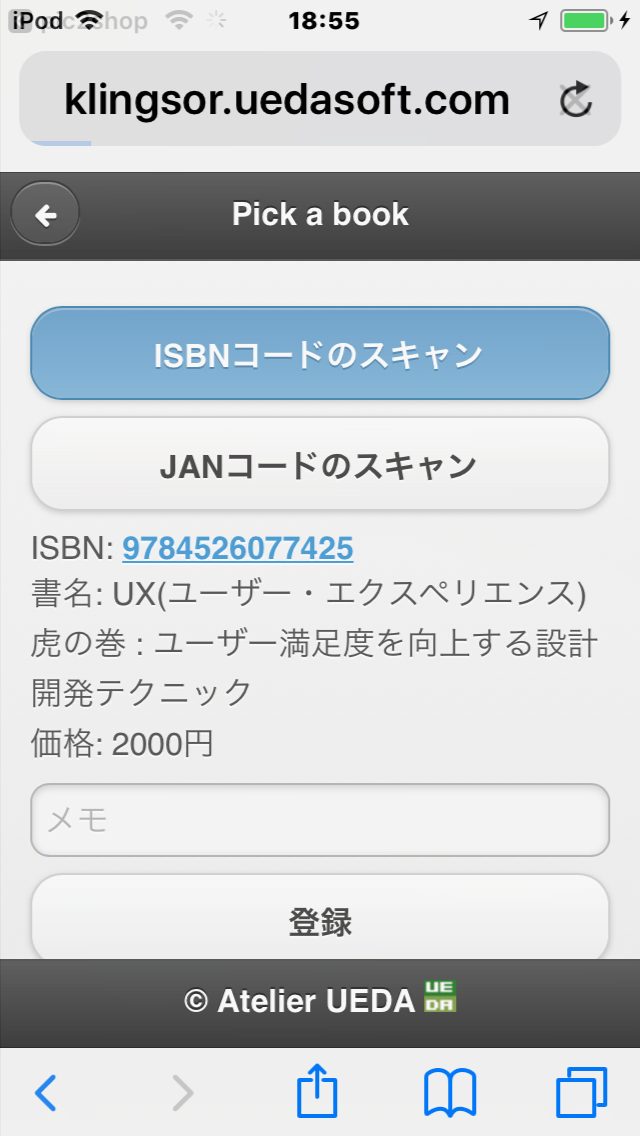 iPod 18:55
klingsor.uedasoft.com
Pick a book
ISBNコードのスキャン
JANコードのスキャン
ISBN: 9784526077425
書名: UX(ユーザー・エクスペリエンス)
虎の巻 : ユーザー満足度を向上する設計
開発テクニック
価格: 2000円
メモ
登録
© Atelier UEDA UE
DA